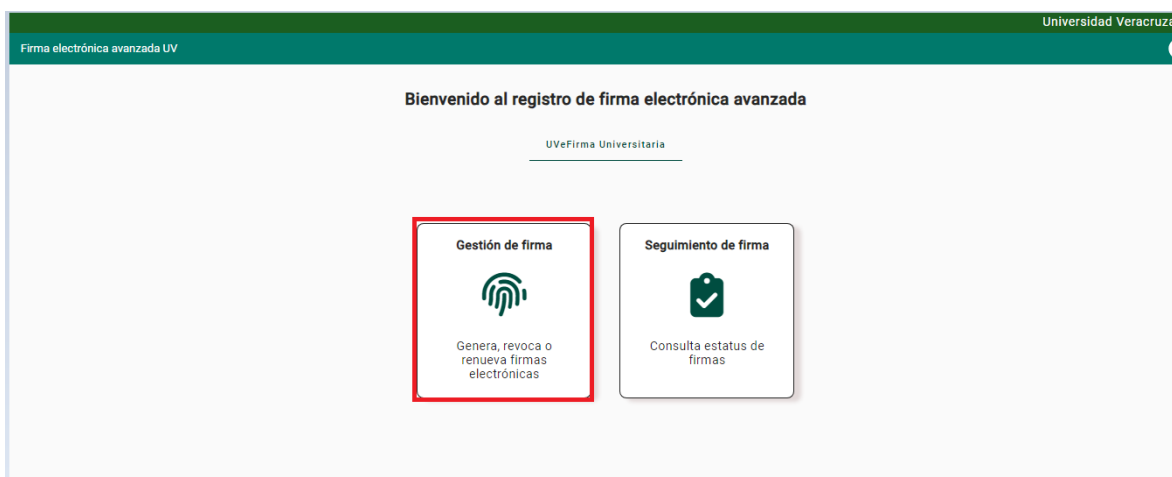 Universidad Veracruza
Firma electrónica avanzada UV
Bienvenido al registro de firma electrónica avanzada
UVeFirma Universitaria
Gestión de firma
Genera, revoca o
renueva firmas
electrónicas
Seguimiento de firma
Consulta estatus de
firmas